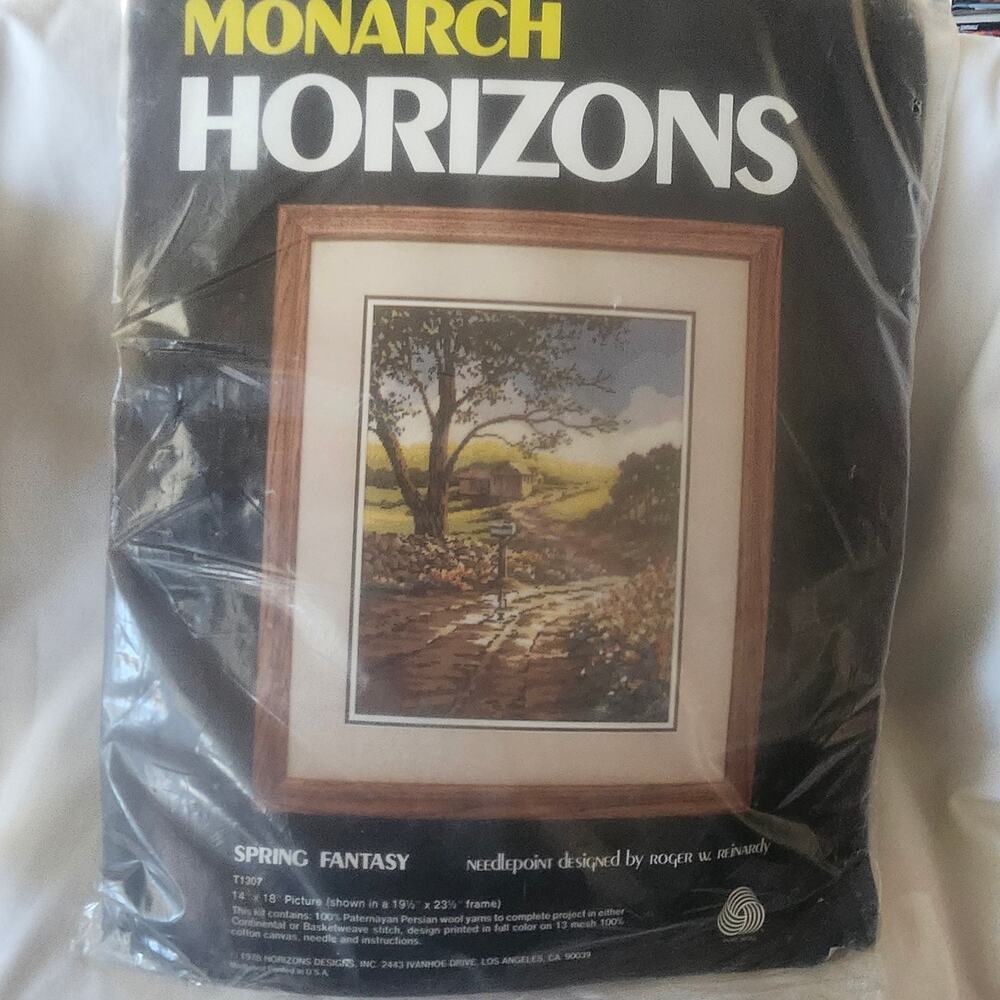 MONARCH
HORIZONS
SPRING FANTASY
NEEDLEPOINT designed by ROGER W. REINARDY
T1307
14" x 18" Picture (shown in a 19½" x 23½" frame)
This kit contains: 100% Paternayan Persian wool yarns to complete project in either
Continental or Basketweave stitch, design printed in full color on 13 mesh 100%
cotton canvas, needle and instructions.
1978 HORIZONS DESIGNS, INC. 2443 IVANHOE DRIVE, LOS ANGELES, CA. 90039
Printed in U.S.A.